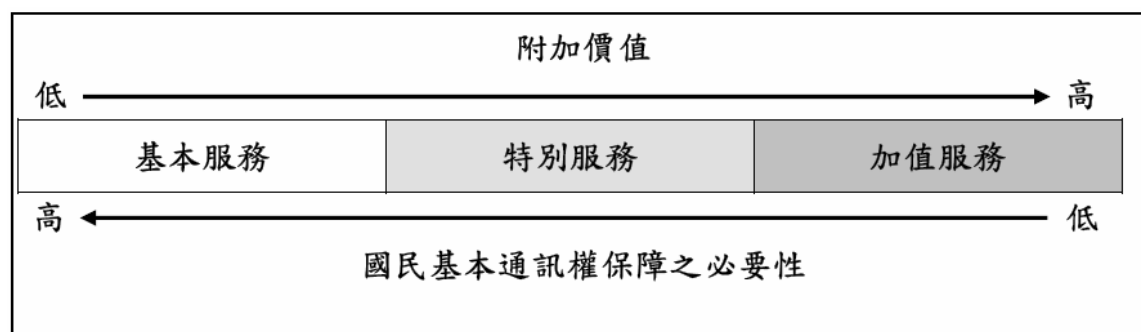 附加價值
低 高
基本服務 特別服務 加值服務
高 低
國民基本通訊權保障之必要性